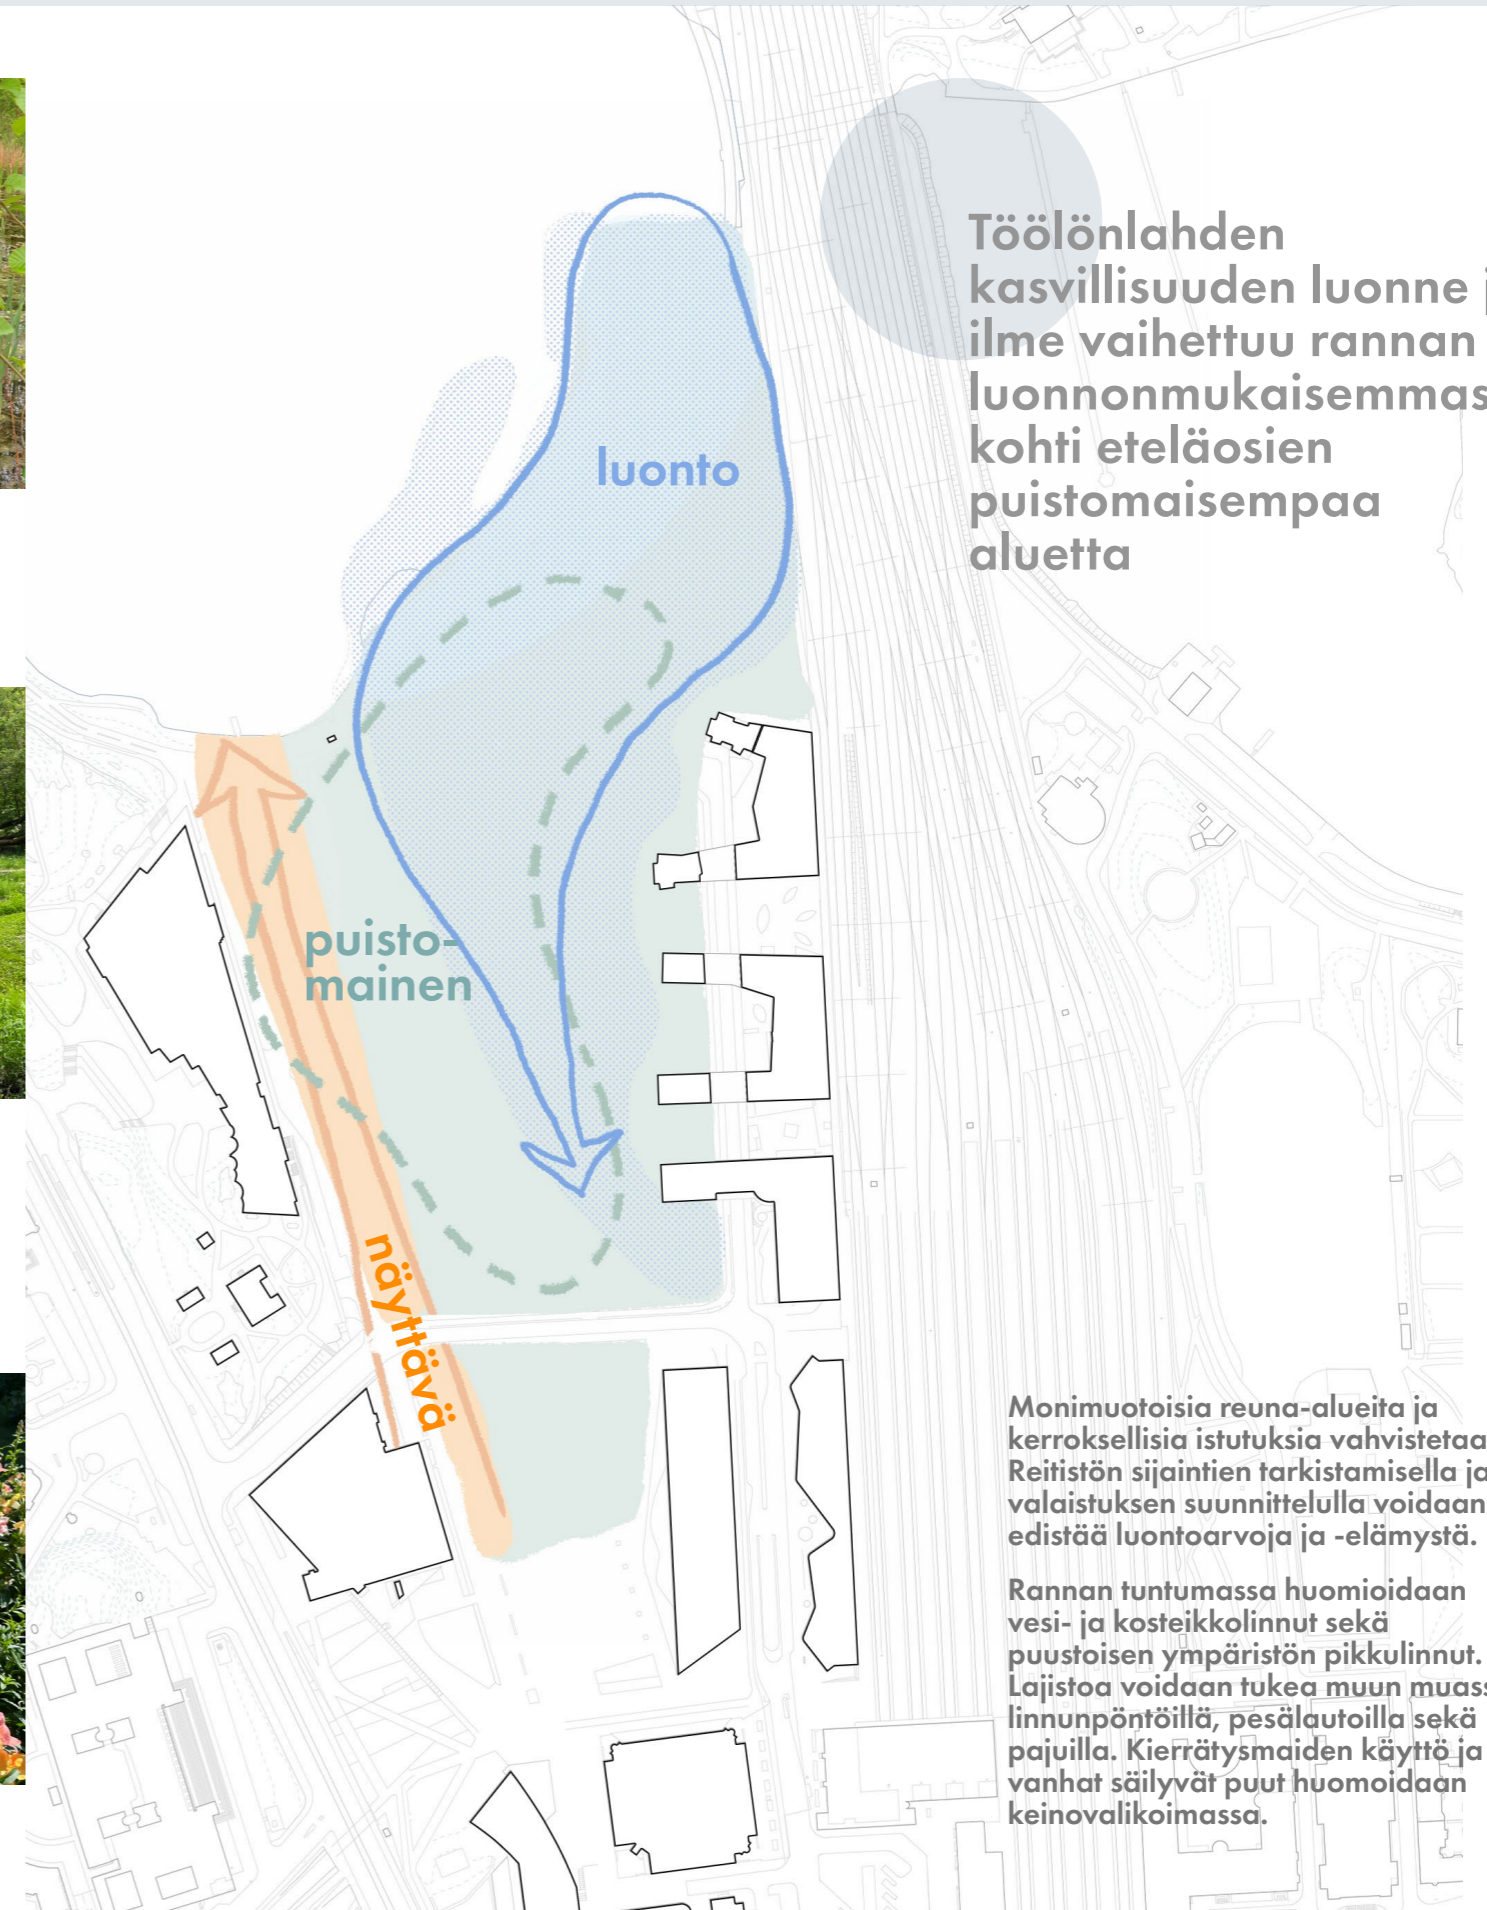 Töölönlahden
kasvillisuuden luonne j
ilme vaihettuu rannan
luonnonmukaisemmas
kohti eteläosien
puistomaisempaa
aluetta
luonto
puisto-
mainen
näyttävä
Monimuotoisia reuna-alueita ja
kerroksellisia istutuksia vahvistetaa
Reitistön sijaintien tarkistamisella ja
valaistuksen suunnittelulla voidaan
edistää luontoarvoja ja -elämystä.
Rannan tuntumassa huomioidaan
vesi- ja kosteikkolinnut sekä
puustoisen ympäristön pikkulinnut.
Lajistoa voidaan tukea muun muass
linnunpöntöillä, pesälautoilla sekä
pajuilla. Kierrätysmaiden käyttö ja
vanhat säilyvät puut huomoidaan
keinovalikoimassa.